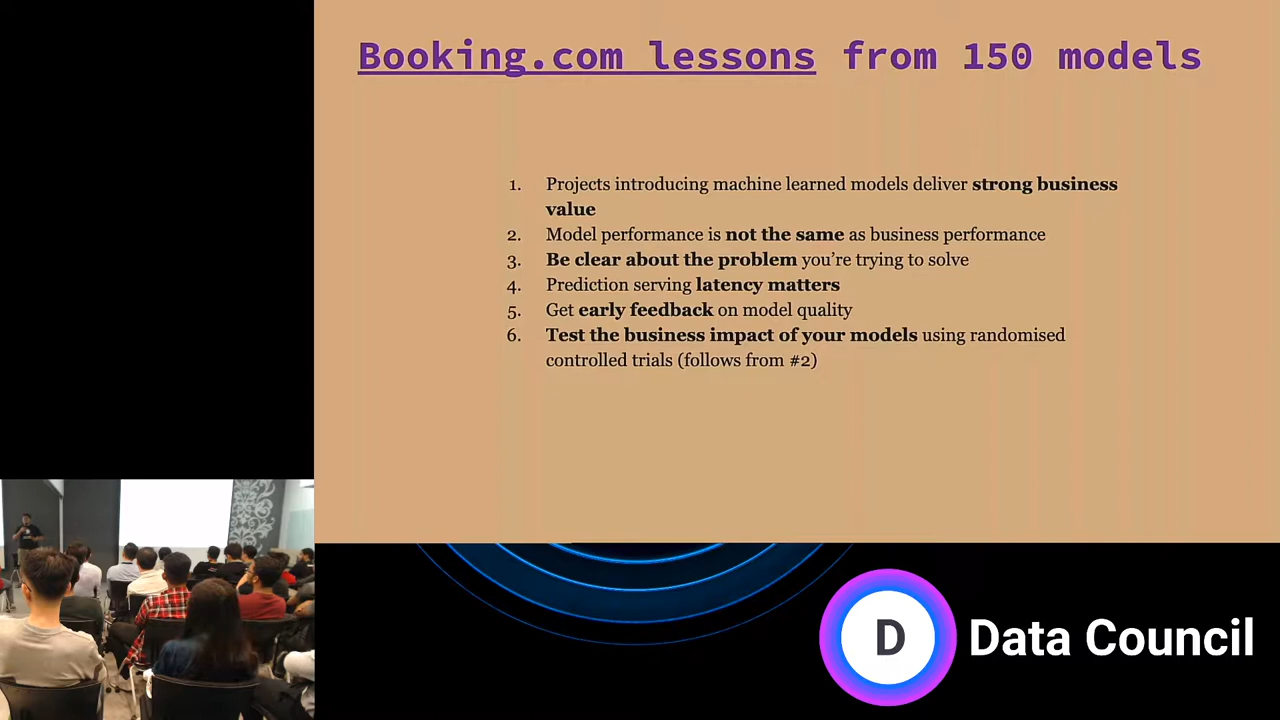 Booking.com lessons from 150 models
1. Projects introducing machine learned models deliver strong business
value
2. Model performance is not the same as business performance
3. Be clear about the problem you’re trying to solve
4. Prediction serving latency matters
5. Get early feedback on model quality
6. Test the business impact of your models using randomised
controlled trials (follows from #2)
D Data Council